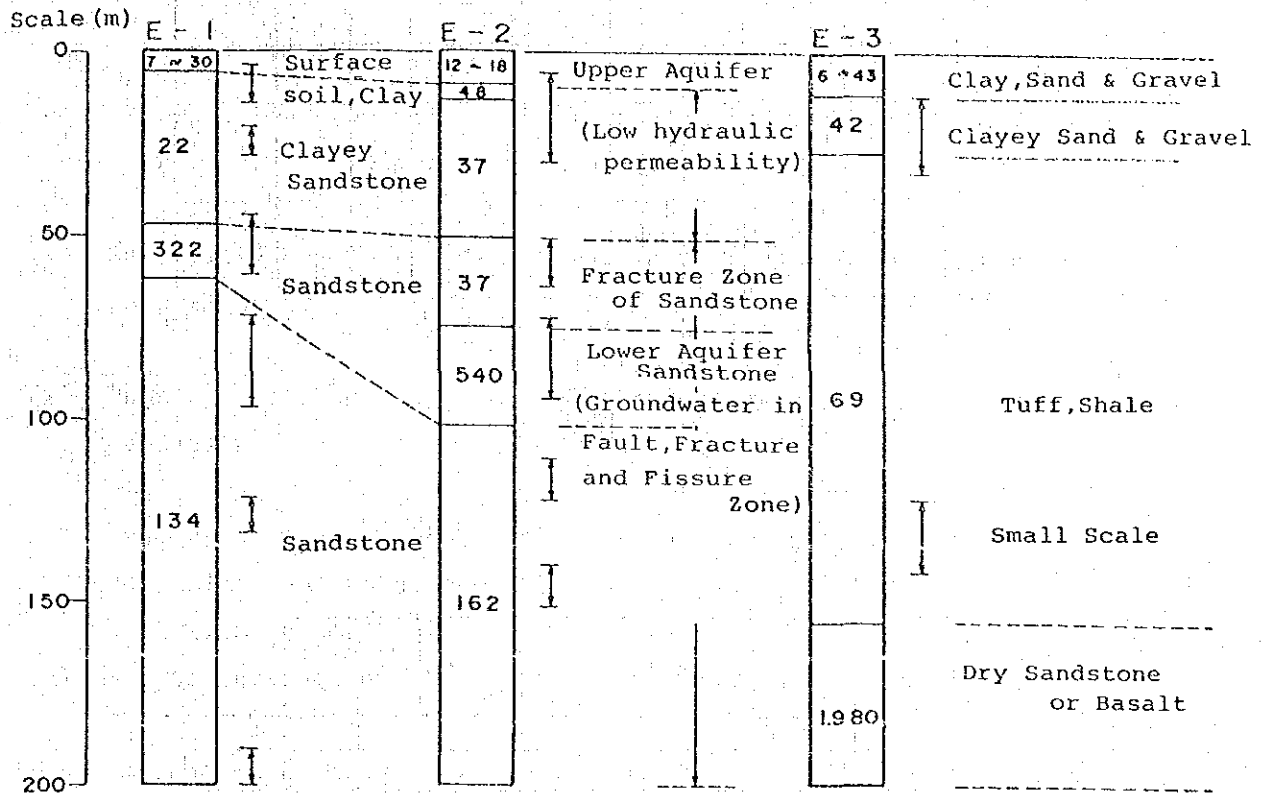 Scale (m)
E - 1
E - 2
E - 3
0
50
100
150
200
7 ~ 30
22
322
134
Surface
soil, Clay
Clayey
Sandstone
Sandstone
Sandstone
12 ~ 18
48
37
37
540
162
Upper Aquifer
(Low hydraulic
permeability)
Fracture Zone
of Sandstone
Lower Aquifer
Sandstone
(Groundwater in
Fault, Fracture
and Fissure
Zone)
6 ~ 43
42
69
1.980
Clay, Sand & Gravel
Clayey Sand & Gravel
Tuff, Shale
Small Scale
Dry Sandstone
or Basalt